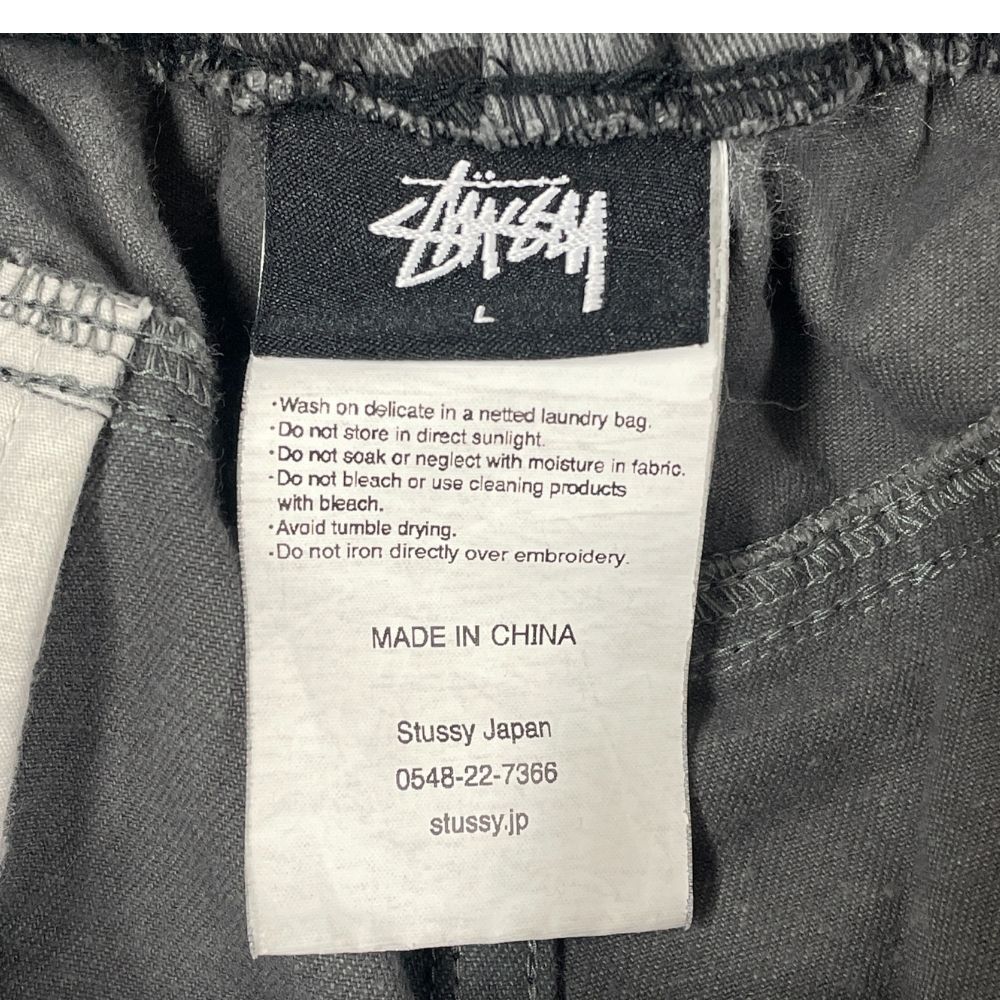 Stüssy
L
·Wash on delicate in a netted laundry bag.
·Do not store in direct sunlight.
·Do not soak or neglect with moisture in fabric.
·Do not bleach or use cleaning products
with bleach.
·Avoid tumble drying.
·Do not iron directly over embroidery.
MADE IN CHINA
Stussy Japan
0548-22-7366
stussy.jp